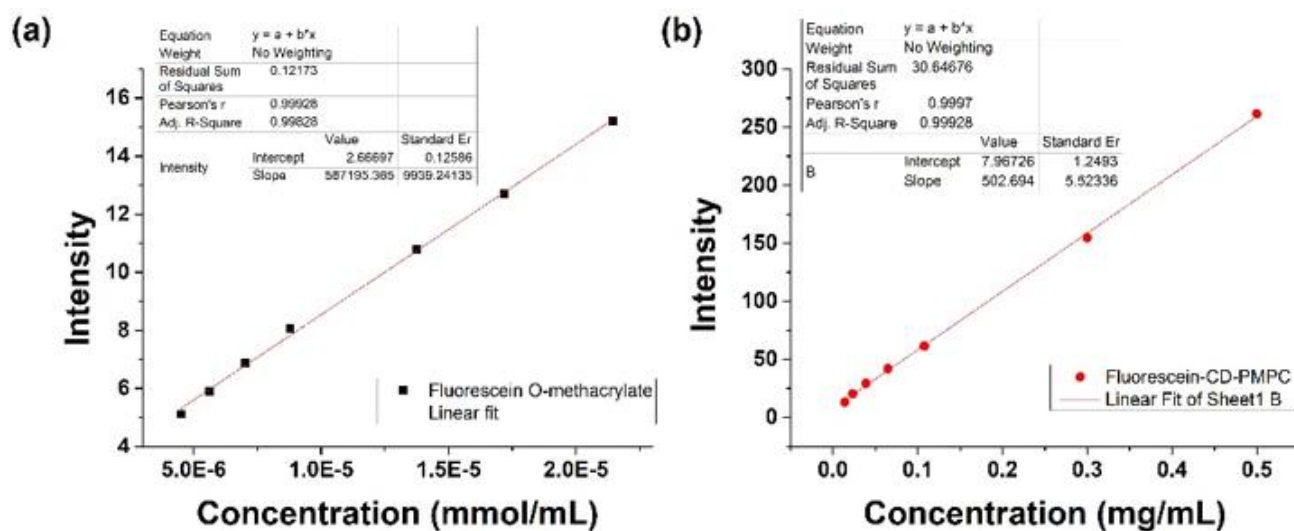 (a)
Equation y = a + b*x
Weight No Weighting
Residual Sum of Squares 0.12173
Pearson's r 0.99928
Adj. R-Square 0.99828
Value Standard Er
Intensity Intercept 2.66697 0.12586
Slope 587195.365 9939.24135
16
14
12
10
8
6
4
Intensity
Fluorescein O-methacrylate
Linear fit
5.0E-6 1.0E-5 1.5E-5 2.0E-5
Concentration (mmol/mL)
(b)
Equation y = a + b*x
Weight No Weighting
Residual Sum of Squares 30.64676
Pearson's r 0.9997
Adj. R-Square 0.99928
Value Standard Er
B Intercept 7.96726 1.2493
Slope 502.694 5.52336
300
250
200
150
100
50
0
Intensity
Fluorescein-CD-PMPC
Linear Fit of Sheet1 B
0.0 0.1 0.2 0.3 0.4 0.5
Concentration (mg/mL)